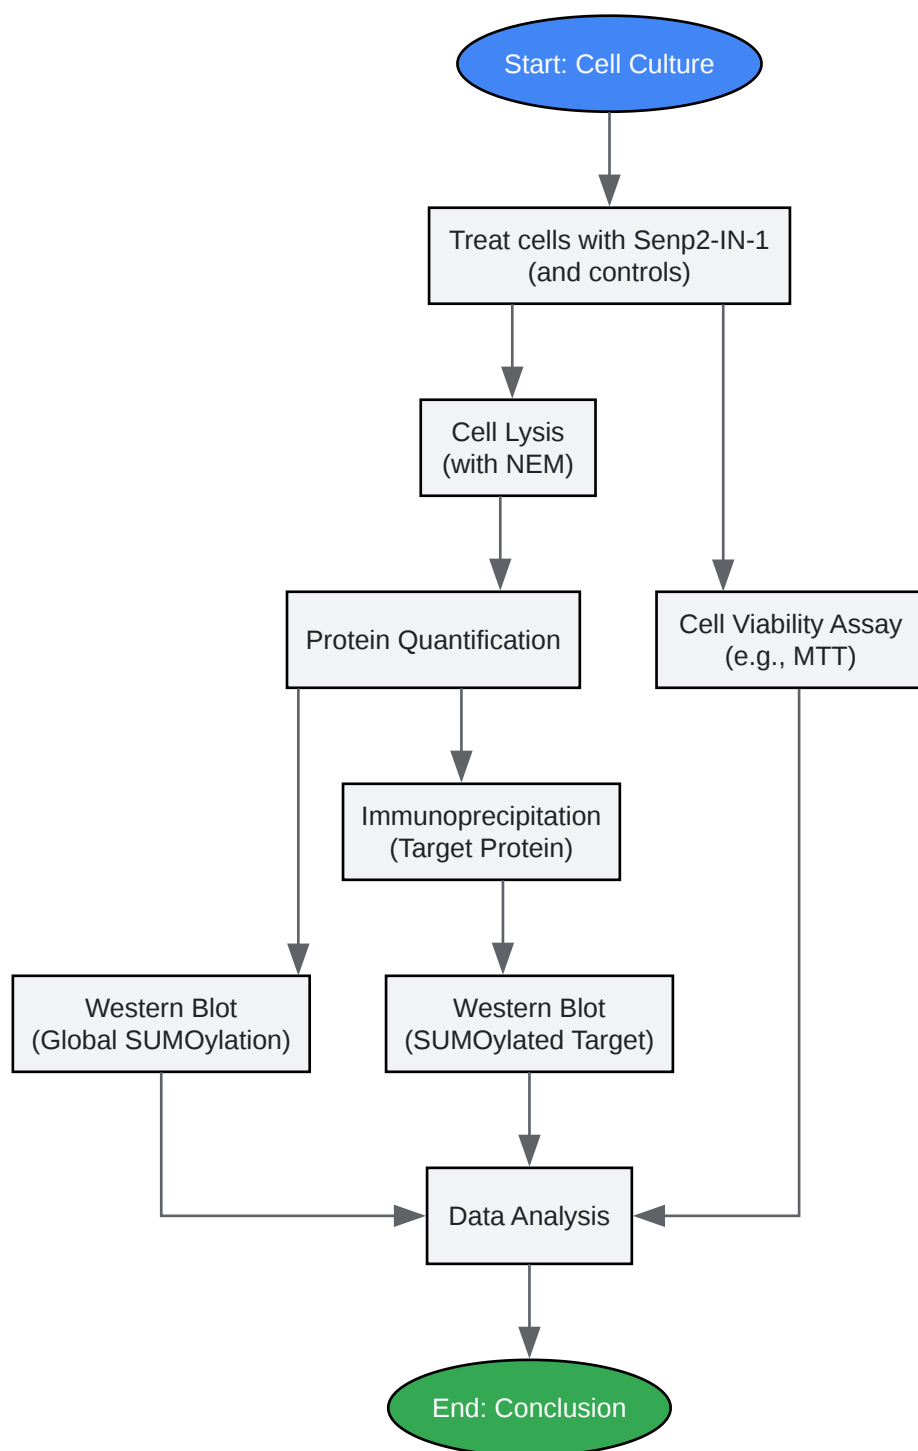 Start: Cell Culture
Treat cells with Senp2-IN-1
(and controls)
Cell Lysis
(with NEM)
Protein Quantification
Cell Viability Assay
(e.g., MTT)
Immunoprecipitation
(Target Protein)
Western Blot
(Global SUMOylation)
Western Blot
(SUMOylated Target)
Data Analysis
End: Conclusion